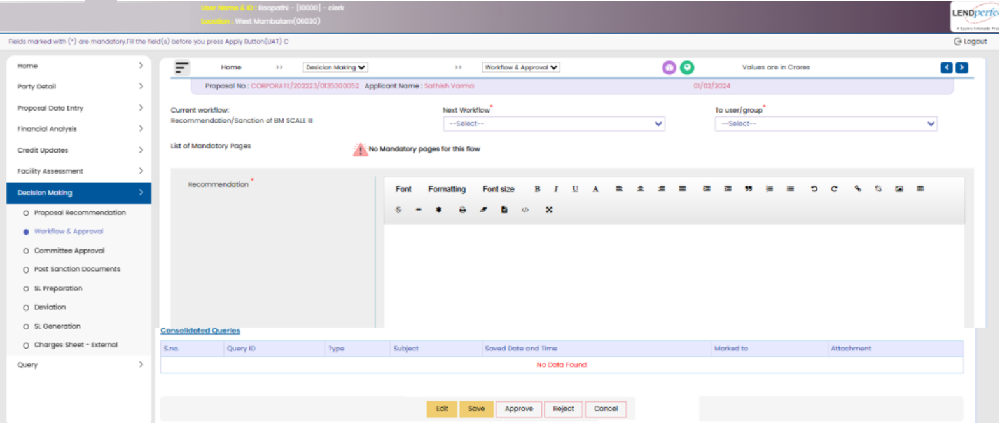 User Name & ID : Boopathi - [10000] - clerk
Location : West Mambalam(06030)
LENDperfec
Fields marked with (*) are mandatory.Fill the field(s) before you press Apply Button(UAT) C
Logout
Home
Party Detail
Proposal Data Entry
Financial Analysis
Credit Updates
Facility Assessment
Decision Making
Proposal Recommendation
Workflow & Approval
Committee Approval
Post Sanction Documents
SL Preparation
Deviation
SL Generation
Charges Sheet - External
Query
Home >> Desicion Making >> Workflow & Approval Values are in Crores
Proposal No : CORPORATE/202223/0135300052 Applicant Name : Sathish Varma 01/02/2024
Current workflow: Next Workflow* To user/group*
Recommendation/Sanction of BM SCALE III --Select-- --Select--
List of Mandatory Pages No Mandatory pages for this flow
Recommendation *
Font Formatting Font size B I U A
Consolidated Queries
S.no. Query ID Type Subject Saved Date and Time Marked to Attachment
No Data Found
Edit Save Approve Reject Cancel